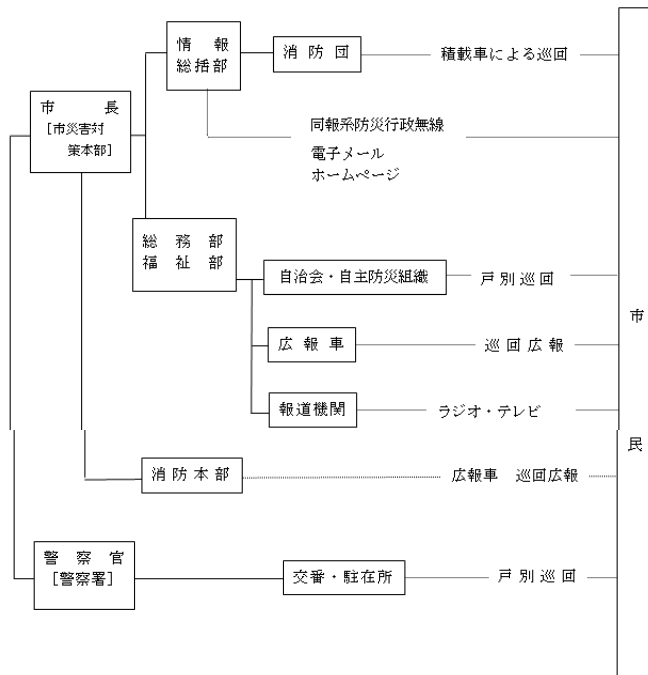 情報
総括部
消防団
積載車による巡回
市長
[市災害対
策本部]
同報系防災行政無線
電子メール
ホームページ
総務部
福祉部
自治会・自主防災組織
戸別巡回
広報車
巡回広報
報道機関
ラジオ・テレビ
市
民
消防本部
広報車　巡回広報
警察官
[警察署]
交番・駐在所
戸別巡回